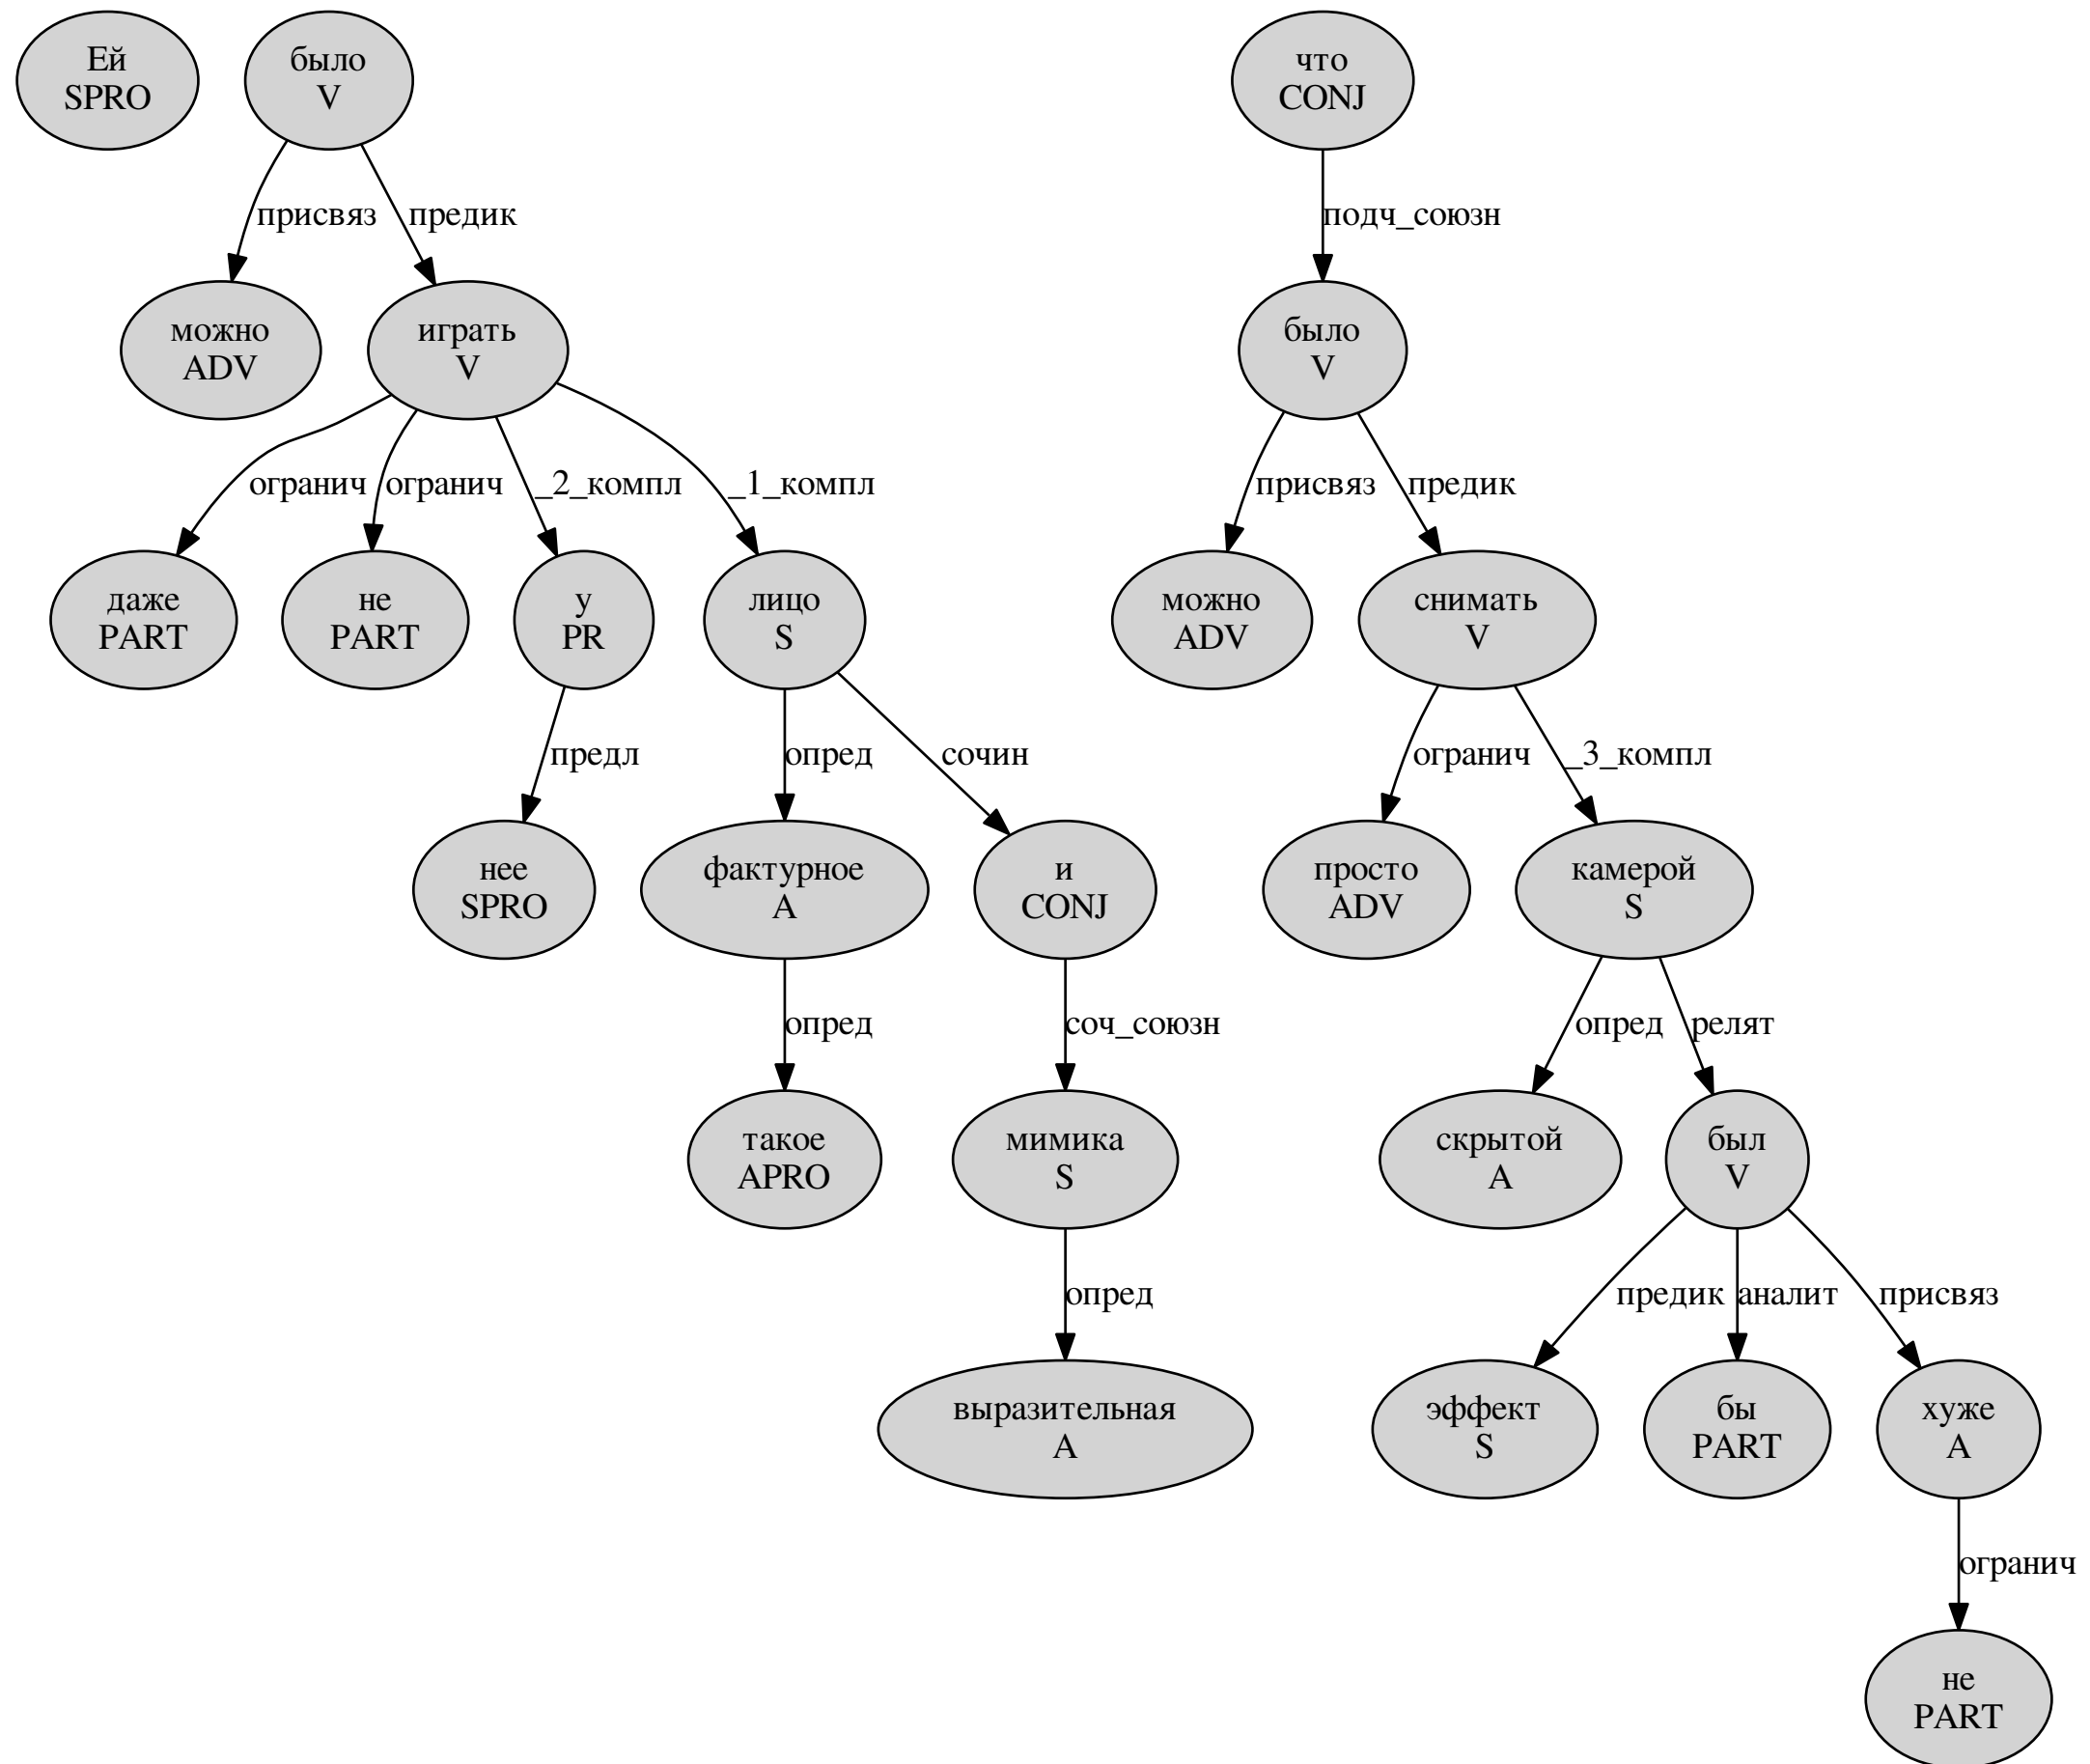 Ей
SPRO
было
V
что
CONJ
присвяз
предик
подч_союзн
можно
ADV
играть
V
было
V
огранич
огранич
_2_компл
_1_компл
присвяз
предик
даже
PART
не
PART
у
PR
лицо
S
можно
ADV
снимать
V
предл
опред
сочин
огранич
_3_компл
нее
SPRO
фактурное
A
и
CONJ
просто
ADV
камерой
S
опред
соч_союзн
опред
релят
такое
APRO
мимика
S
скрытой
A
был
V
опред
предик
аналит
присвяз
выразительная
A
эффект
S
бы
PART
хуже
A
огранич
не
PART